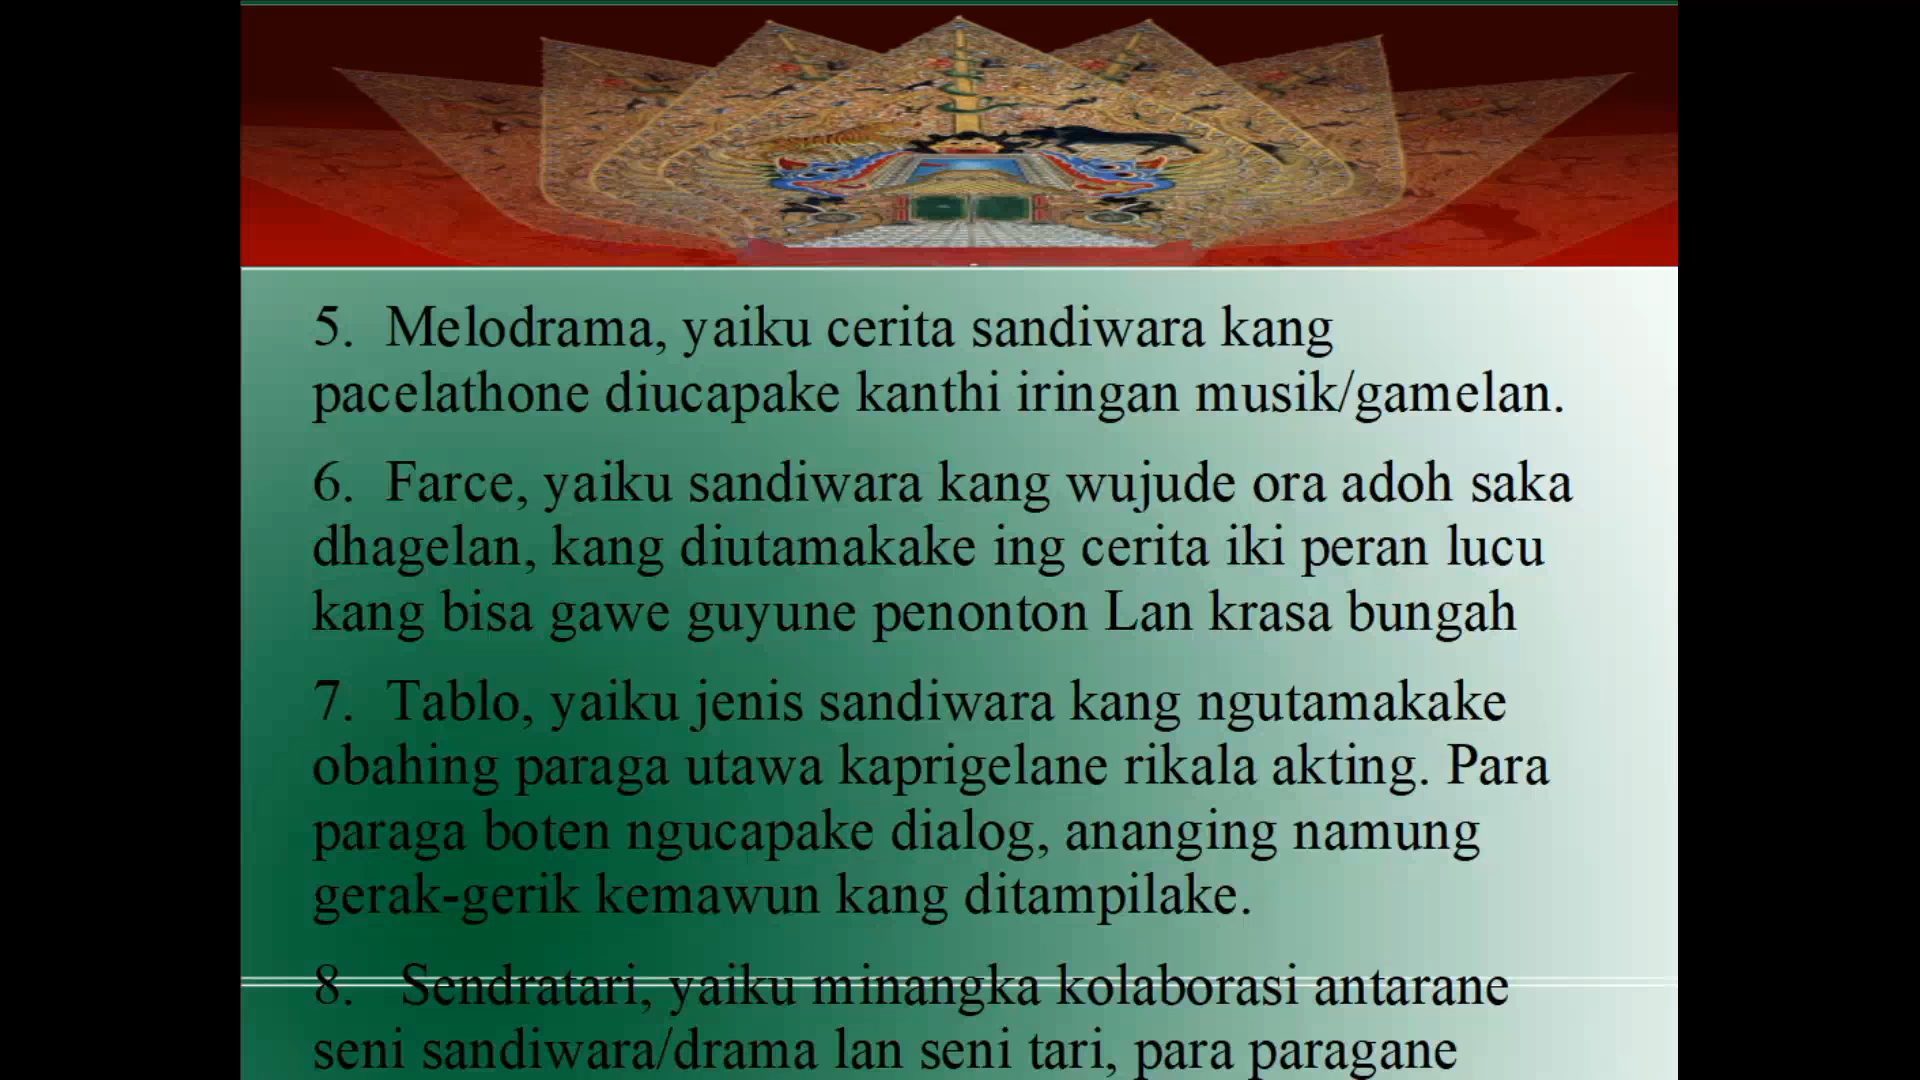 5. Melodrama, yaiku cerita sandiwara kang
pacelathone diucapake kanthi iringan musik/gamelan.
6. Farce, yaiku sandiwara kang wujude ora adoh saka
dhagelan, kang diutamakake ing cerita iki peran lucu
kang bisa gawe guyune penonton Lan krasa bungah
7. Tablo, yaiku jenis sandiwara kang ngutamakake
obahing paraga utawa kaprigelane rikala akting. Para
paraga boten ngucapake dialog, ananging namung
gerak-gerik kemawun kang ditampilake.
8. Sendratari, yaiku minangka kolaborasi antarane
seni sandiwara/drama lan seni tari, para paragane